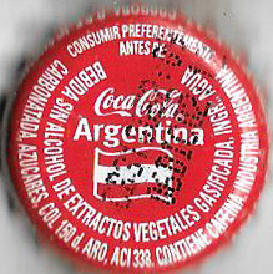 CONSUMIR PREFERENTEMENTE
ANTES DE
Coca-Cola
Argentina
BEBIDA SIN ALCOHOL DE EXTRACTOS VEGETALES GASIFICADA. INGR.: AGUA
CARBONATADA, AZUCARES, COL 150 d, ARO, ACI 338. CONTIENE CAFEINA. INDUSTRIA ARGENTINA